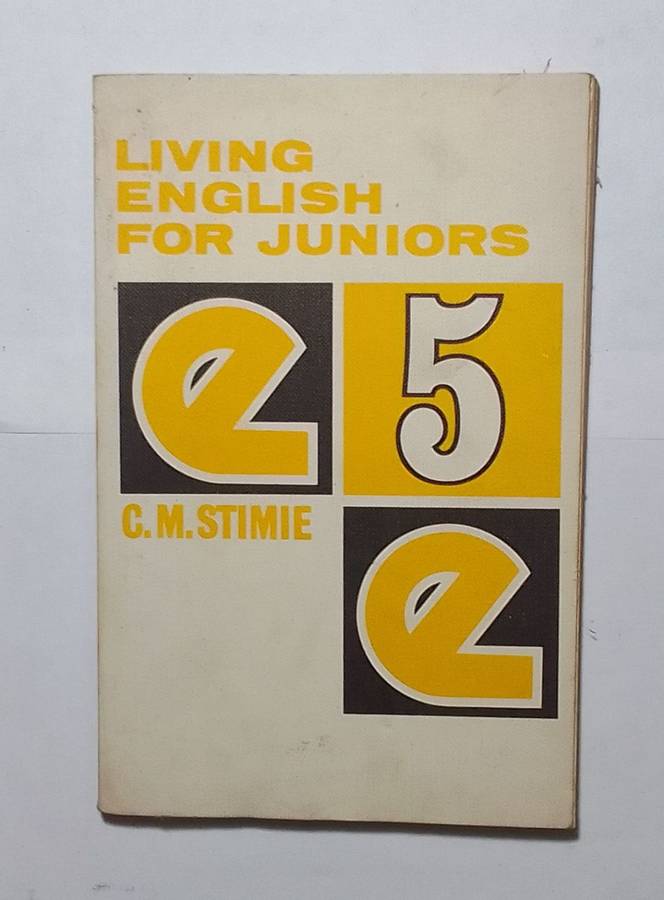 LIVING
ENGLISH
FOR JUNIORS
e 5
C.M. STIMIE
e